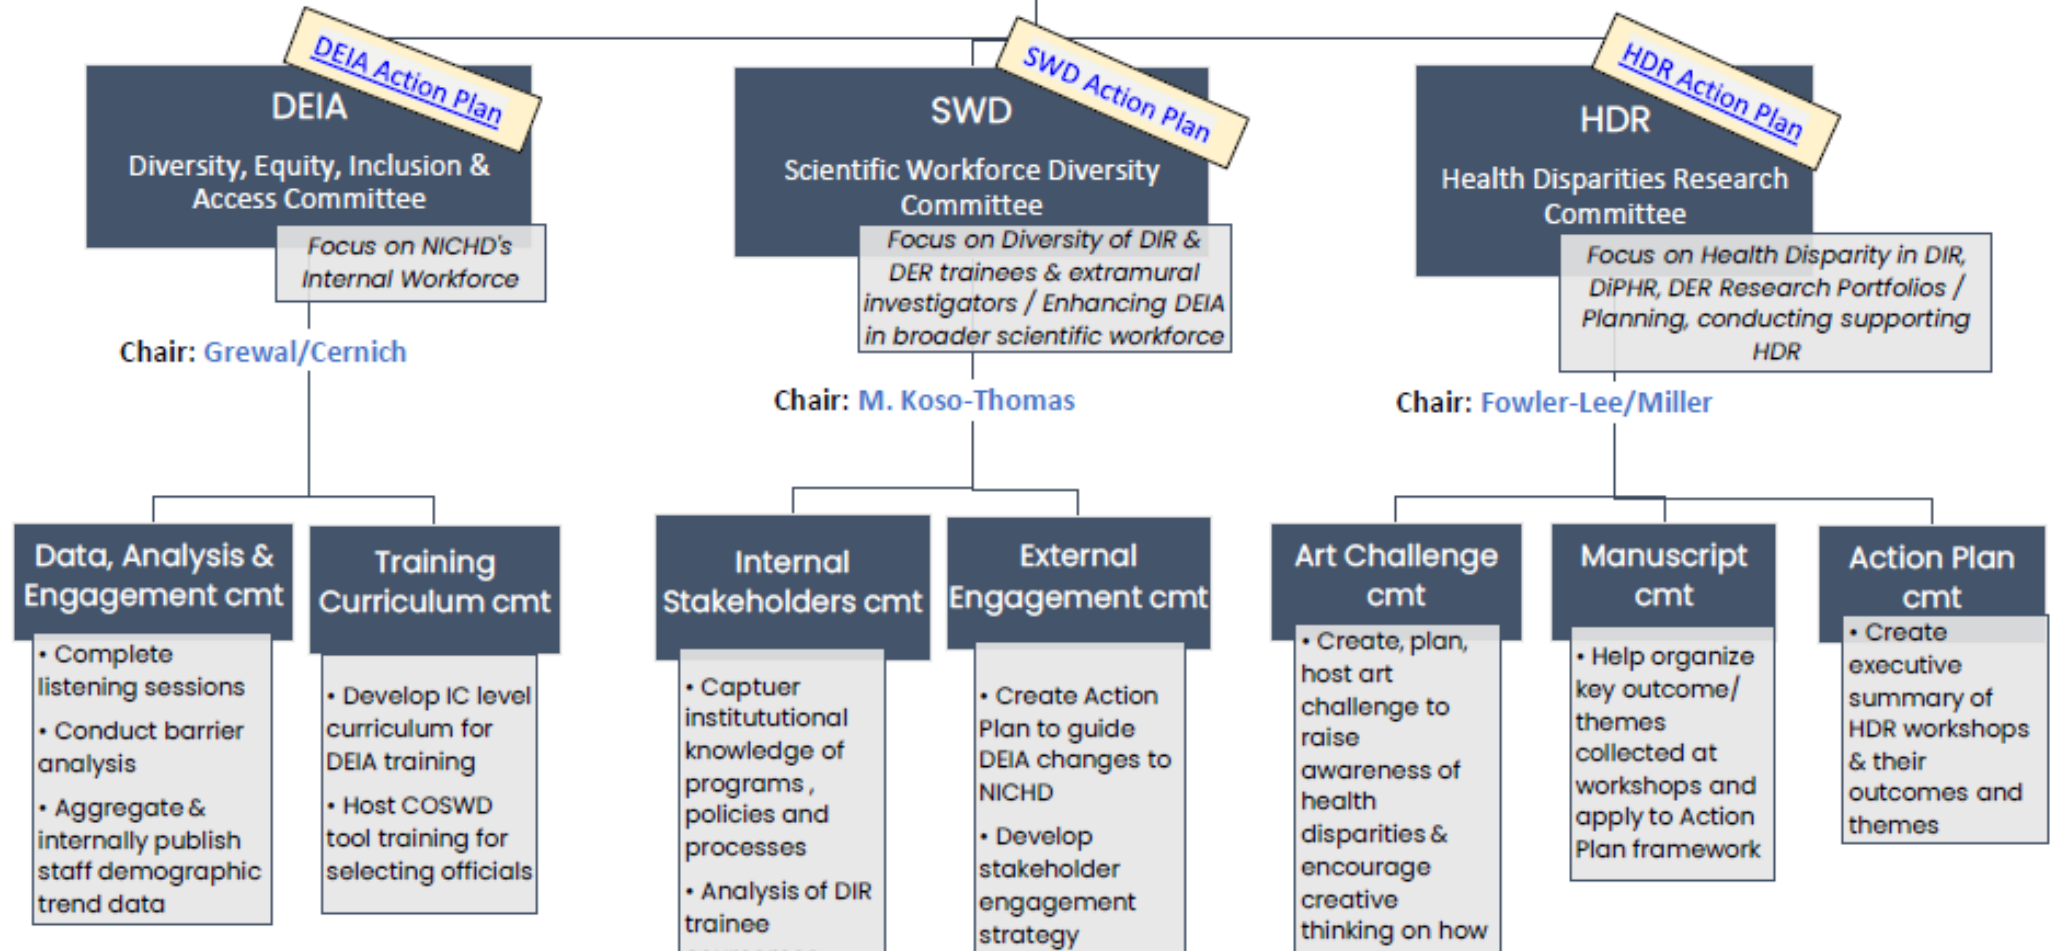 DEIA Action Plan
DEIA
Diversity, Equity, Inclusion &
Access Committee
Focus on NICHD's
Internal Workforce
Chair: Grewal/Cernich
SWD Action Plan
SWD
Scientific Workforce Diversity
Committee
Focus on Diversity of DIR &
DER trainees & extramural
investigators / Enhancing DEIA
in broader scientific workforce
Chair: M. Koso-Thomas
HDR Action Plan
HDR
Health Disparities Research
Committee
Focus on Health Disparity in DIR,
DiPHR, DER Research Portfolios /
Planning, conducting supporting
HDR
Chair: Fowler-Lee/Miller
Data, Analysis &
Engagement cmt
• Complete
listening sessions
• Conduct barrier
analysis
• Aggregate &
internally publish
staff demographic
trend data
Training
Curriculum cmt
• Develop IC level
curriculum for
DEIA training
• Host COSWD
tool training for
selecting officials
Internal
Stakeholders cmt
• Captuer
institututional
knowledge of
programs ,
policies and
processes
• Analysis of DIR
trainee
External
Engagement cmt
• Create Action
Plan to guide
DEIA changes to
NICHD
• Develop
stakeholder
engagement
strategy
Art Challenge
cmt
• Create, plan,
host art
challenge to
raise
awareness of
health
disparities &
encourage
creative
thinking on how
Manuscript
cmt
• Help organize
key outcome/
themes
collected at
workshops and
apply to Action
Plan framework
Action Plan
cmt
• Create
executive
summary of
HDR workshops
& their
outcomes and
themes